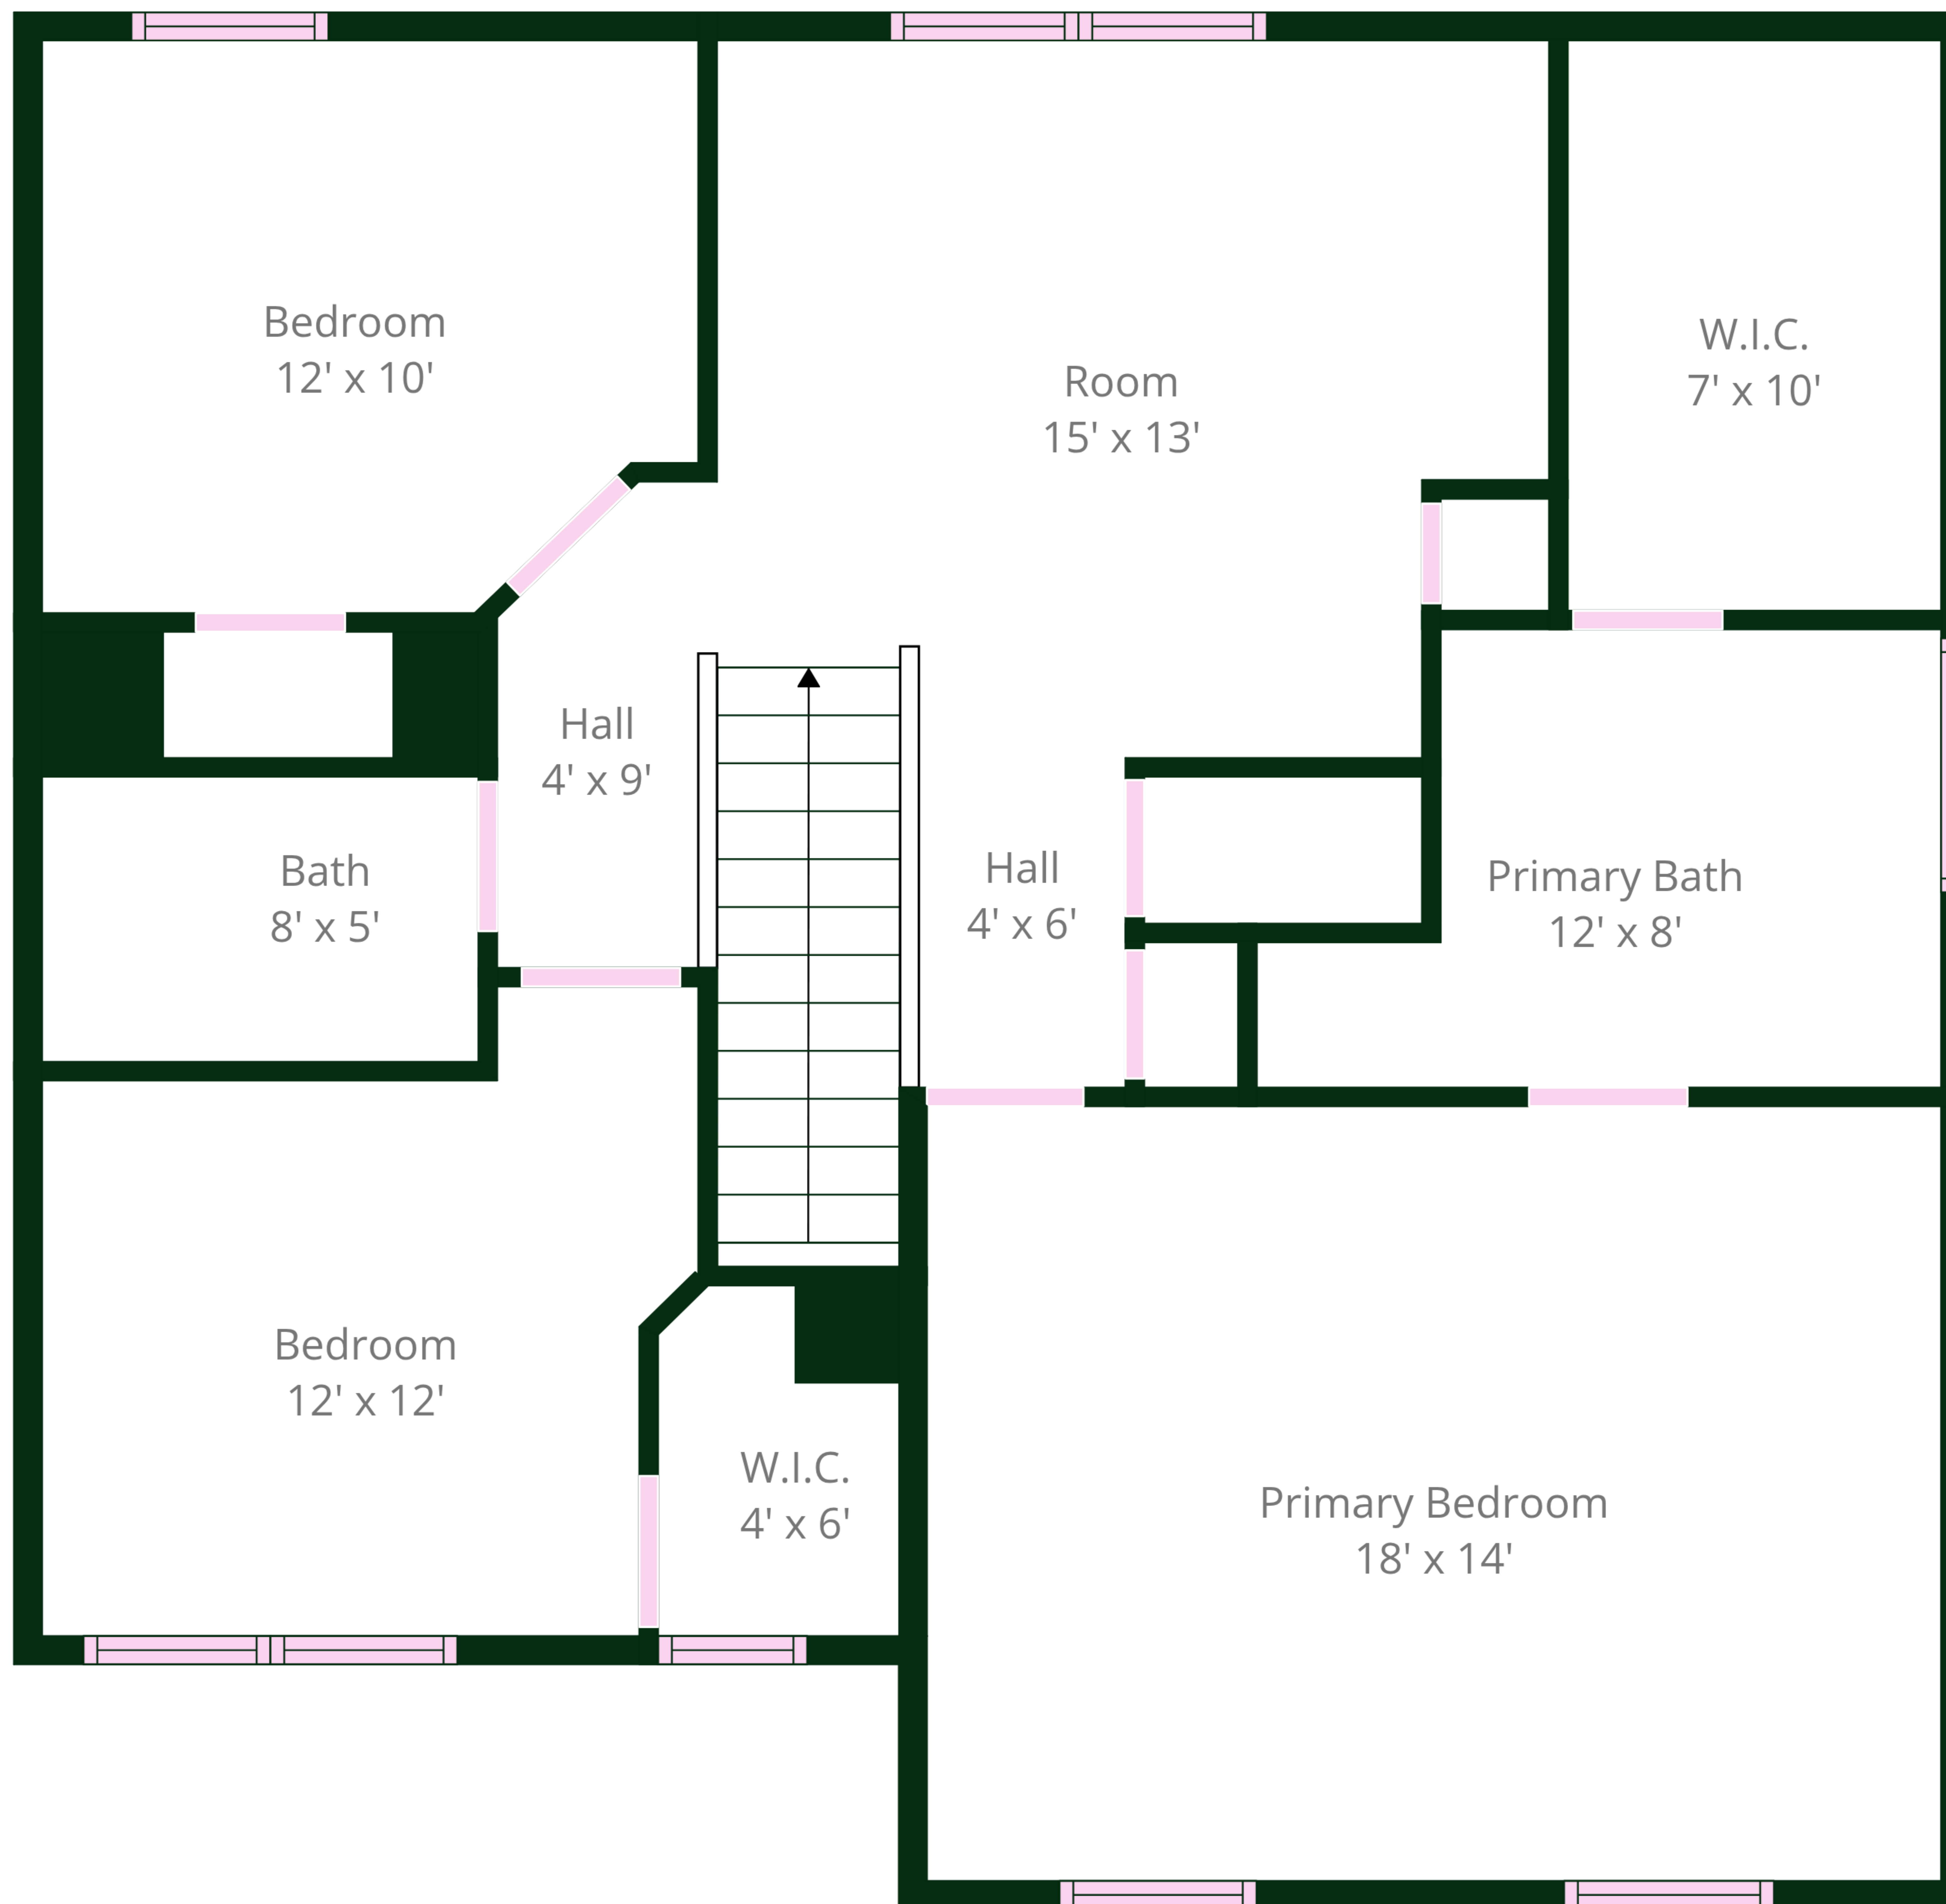 Bedroom
12' x 10'
Room
15' x 13'
W.I.C.
7' x 10'
Hall
4' x 9'
Bath
8' x 5'
Hall
4' x 6'
Primary Bath
12' x 8'
Bedroom
12' x 12'
W.I.C.
4' x 6'
Primary Bedroom
18' x 14'